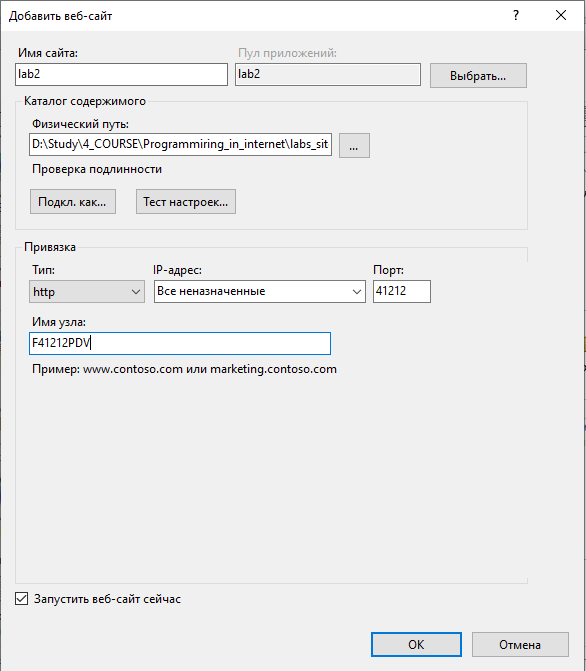 Добавить веб-сайт
?
Имя сайта:
Пул приложений:
lab2
lab2
Выбрать...
Каталог содержимого
Физический путь:
D:\Study\4_COURSE\Programmiring_in_internet\labs_sit
...
Проверка подлинности
Подкл. как...
Тест настроек...
Привязка
Тип:
IP-адрес:
Порт:
http
Все неназначенные
41212
Имя узла:
F41212PDV
Пример: www.contoso.com или marketing.contoso.com
Запустить веб-сайт сейчас
ОК
Отмена